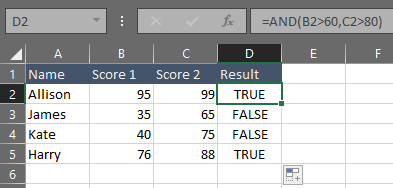 D2 fx =AND(B2>60,C2>80)
A B C D E F
1 Name Score 1 Score 2 Result
2 Allison 95 99 TRUE
3 James 35 65 FALSE
4 Kate 40 75 FALSE
5 Harry 76 88 TRUE
6